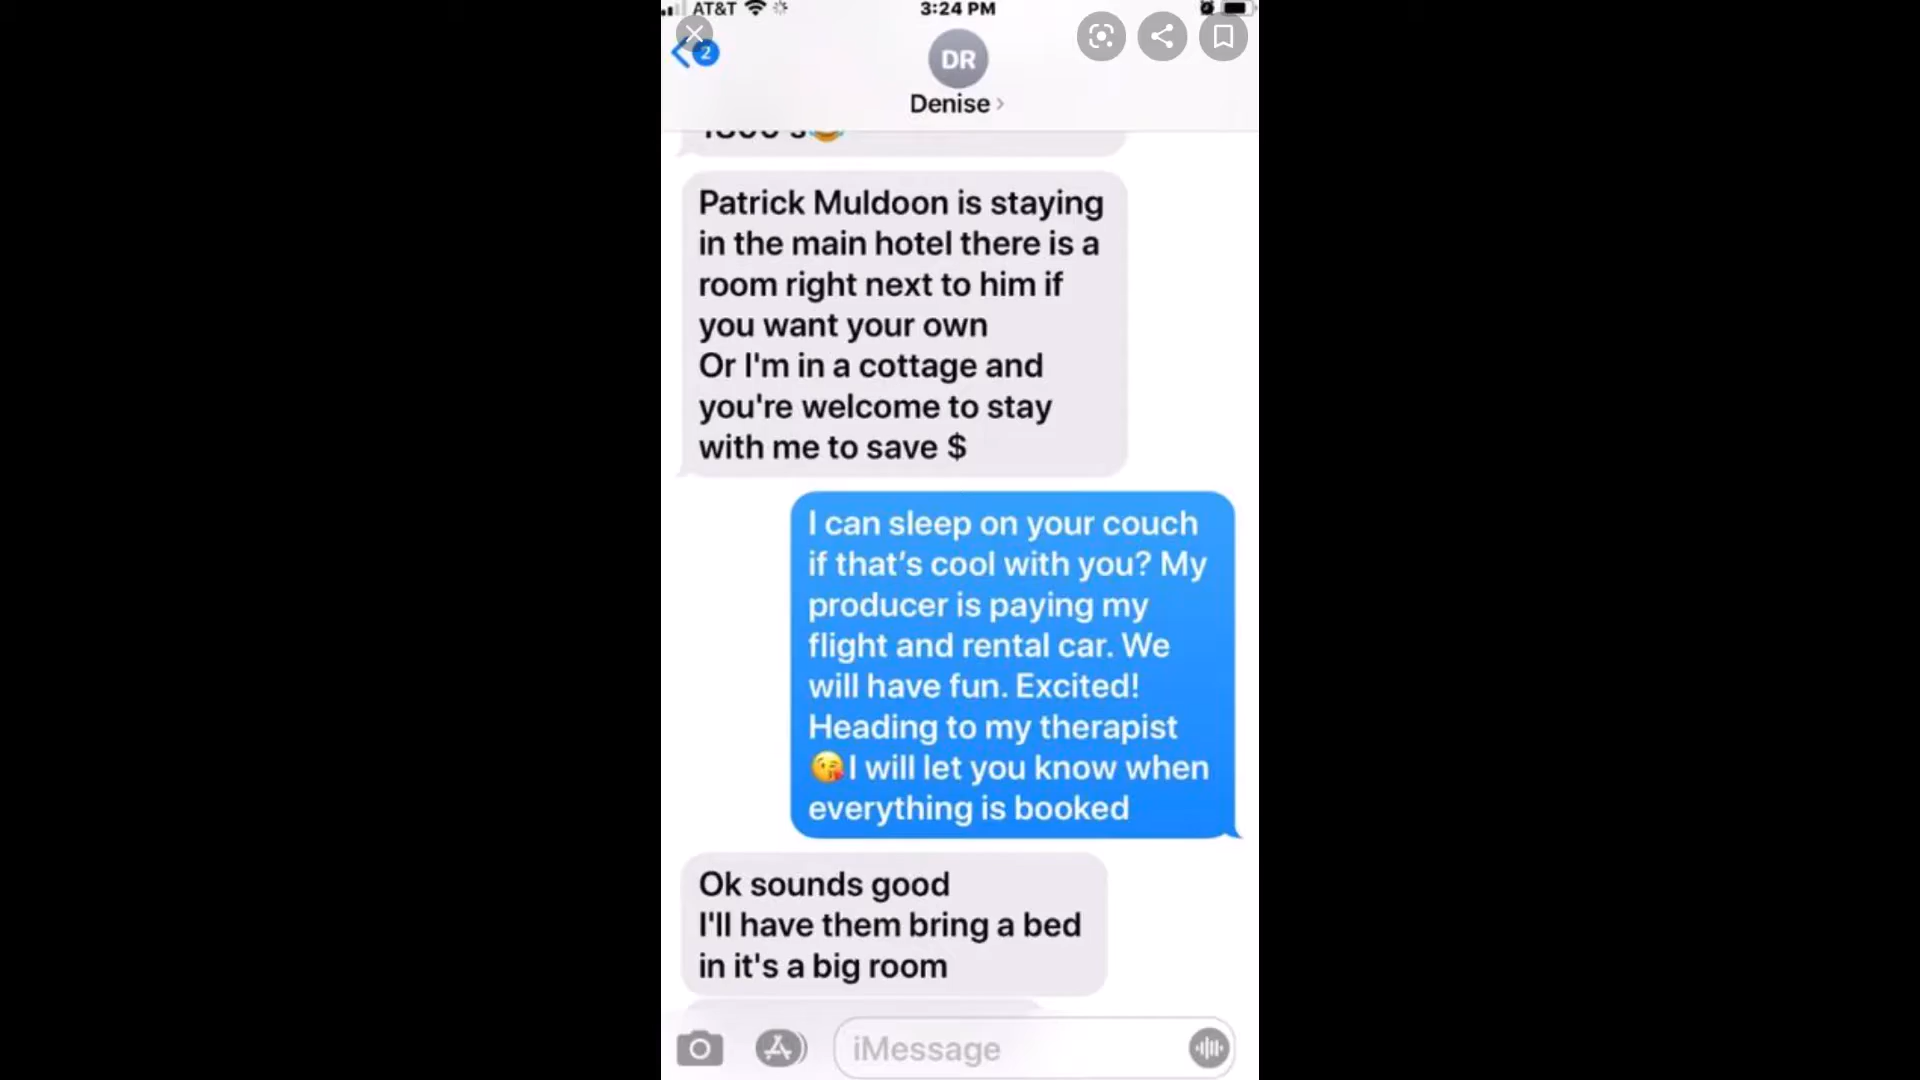 AT&T
3:24 PM
2
DR
Denise
Patrick Muldoon is staying
in the main hotel there is a
room right next to him if
you want your own
Or I'm in a cottage and
you're welcome to stay
with me to save $
I can sleep on your couch
if that’s cool with you? My
producer is paying my
flight and rental car. We
will have fun. Excited!
Heading to my therapist
😘I will let you know when
everything is booked
Ok sounds good
I'll have them bring a bed
in it's a big room
iMessage